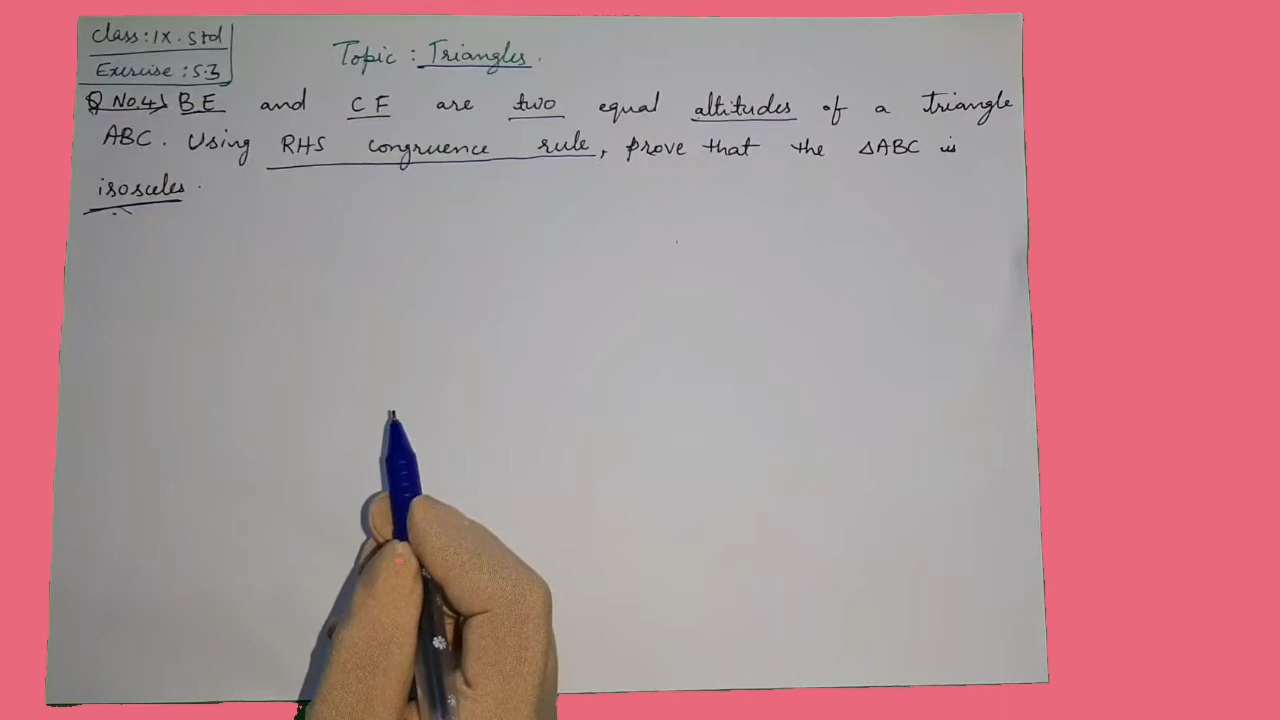 Class: IX. Std
Exercise: 5.3
Topic: Triangles.
Q No.4) BE and CF are two equal altitudes of a triangle
ABC. Using RHS congruence rule, prove that the ΔABC is
isosceles.